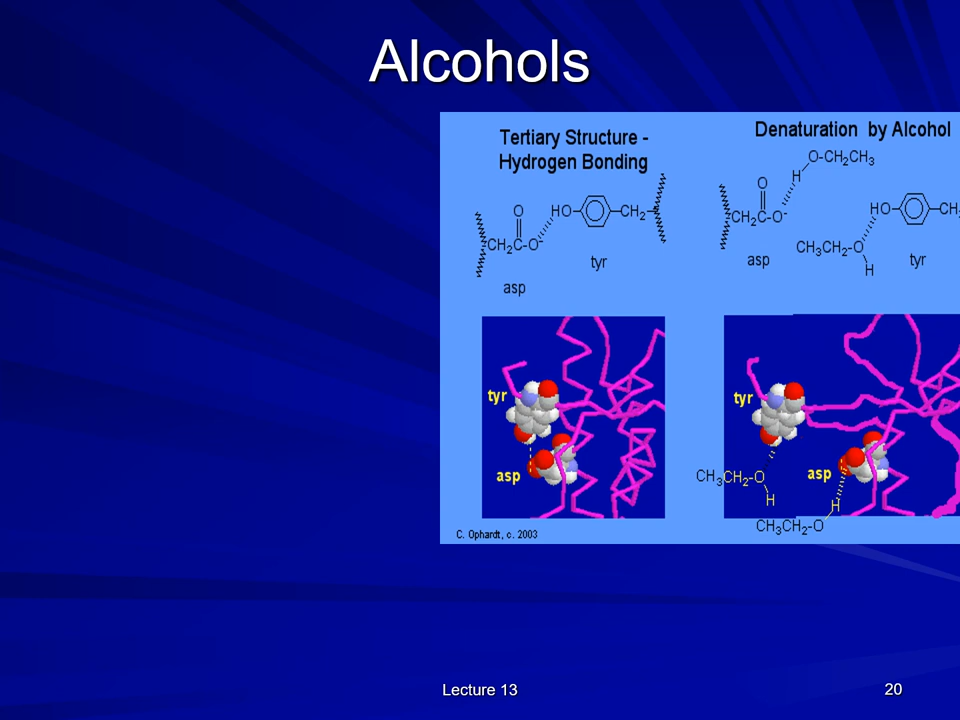 Alcohols
Tertiary Structure -
Hydrogen Bonding
O
HO
CH₂
CH₂C-O⁻
tyr
asp
Denaturation by Alcohol
O-CH₂CH₃
H
O
HO
CH
CH₂C-O⁻
CH₃CH₂-O
H
asp
tyr
tyr
asp
tyr
asp
CH₃CH₂-O
H
H
CH₃CH₂-O
C. Ophardt, c. 2003
Lecture 13
20